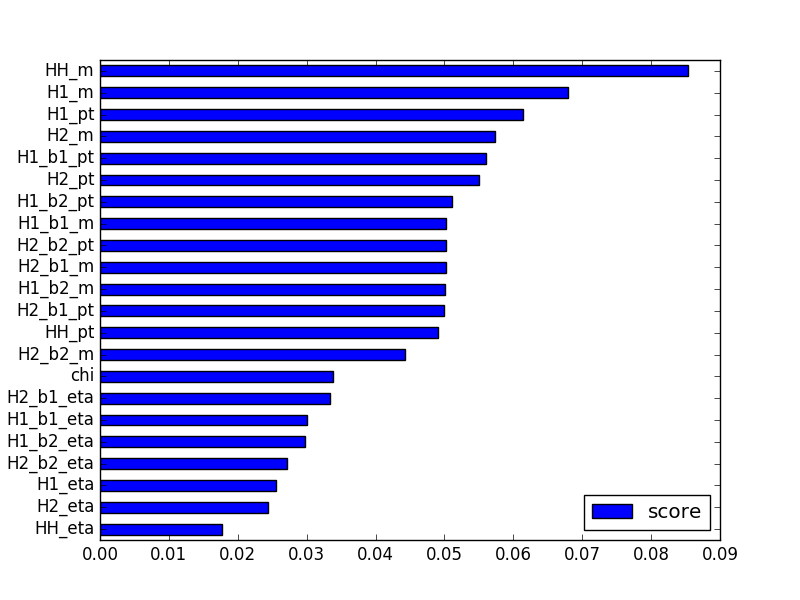 HH_m
H1_m
H1_pt
H2_m
H1_b1_pt
H2_pt
H1_b2_pt
H1_b1_m
H2_b2_pt
H2_b1_m
H1_b2_m
H2_b1_pt
HH_pt
H2_b2_m
chi
H2_b1_eta
H1_b1_eta
H1_b2_eta
H2_b2_eta
H1_eta
H2_eta
HH_eta
score
0.00 0.01 0.02 0.03 0.04 0.05 0.06 0.07 0.08 0.09